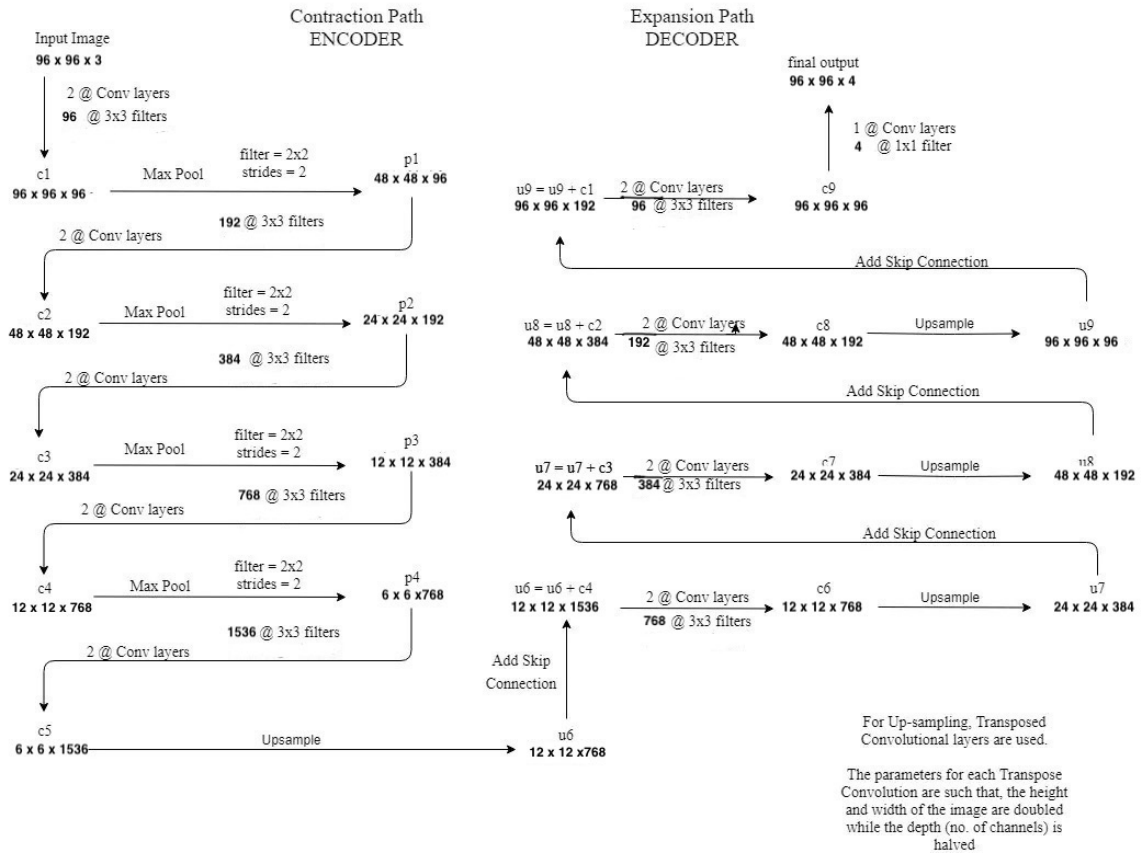 Contraction Path
ENCODER
Input Image
96 x 96 x 3
2 @ Conv layers
96 @ 3x3 filters
c1
96 x 96 x 96
Max Pool
filter = 2x2
strides = 2
p1
48 x 48 x 96
192 @ 3x3 filters
2 @ Conv layers
c2
48 x 48 x 192
Max Pool
filter = 2x2
strides = 2
p2
24 x 24 x 192
384 @ 3x3 filters
2 @ Conv layers
c3
24 x 24 x 384
Max Pool
filter = 2x2
strides = 2
p3
12 x 12 x 384
768 @ 3x3 filters
2 @ Conv layers
c4
12 x 12 x 768
Max Pool
filter = 2x2
strides = 2
p4
6 x 6 x768
1536 @ 3x3 filters
2 @ Conv layers
c5
6 x 6 x 1536
Upsample
u6
12 x 12 x768
Add Skip
Connection
Expansion Path
DECODER
final output
96 x 96 x 4
1 @ Conv layers
4 @ 1x1 filter
u9 = u9 + c1
96 x 96 x 192
2 @ Conv layers
96 @ 3x3 filters
c9
96 x 96 x 96
Add Skip Connection
u8 = u8 + c2
48 x 48 x 384
2 @ Conv layers
192 @ 3x3 filters
c8
48 x 48 x 192
Upsample
u9
96 x 96 x 96
Add Skip Connection
u7 = u7 + c3
24 x 24 x 768
2 @ Conv layers
384 @ 3x3 filters
c7
24 x 24 x 384
Upsample
u8
48 x 48 x 192
Add Skip Connection
u6 = u6 + c4
12 x 12 x 1536
2 @ Conv layers
768 @ 3x3 filters
c6
12 x 12 x 768
Upsample
u7
24 x 24 x 384
For Up-sampling, Transposed
Convolutional layers are used.
The parameters for each Transpose
Convolution are such that, the height
and width of the image are doubled
while the depth (no. of channels) is
halved